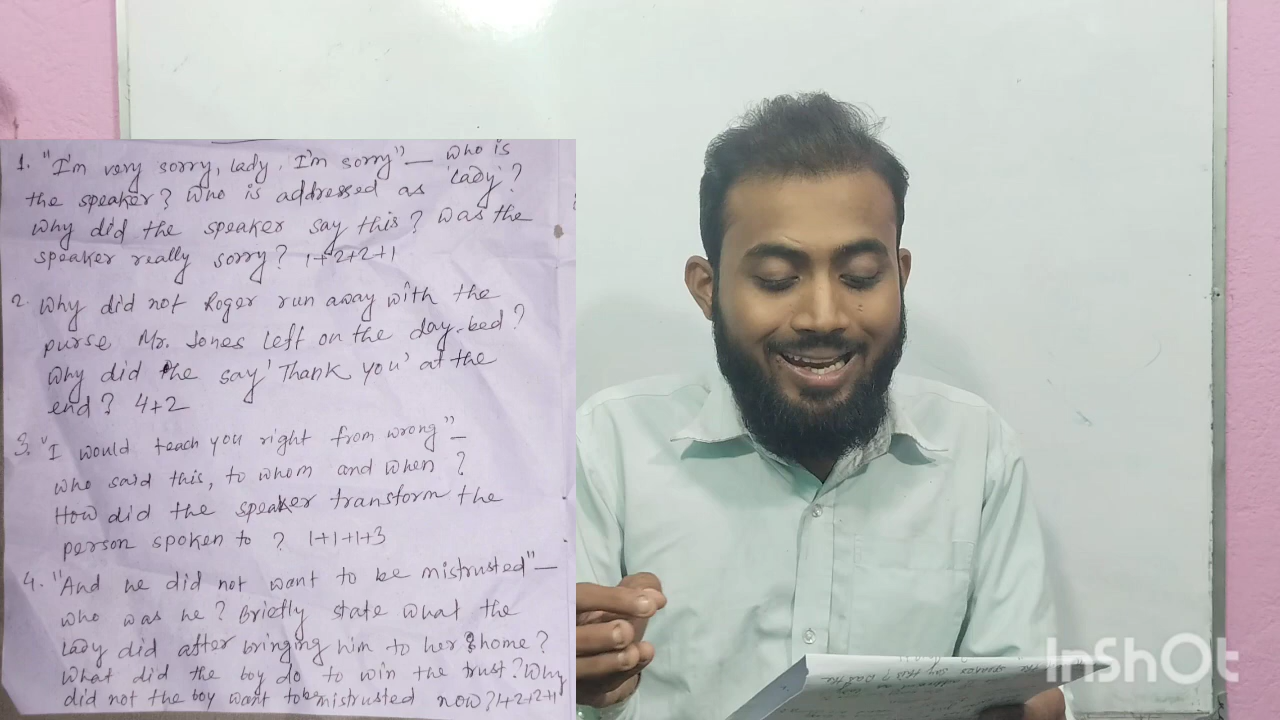 1. "I'm very sorry, lady, I'm sorry" — Who is
the speaker? Who is addressed as 'lady'?
Why did the speaker say this? Was the
speaker really sorry? 1+2+2+1
2. Why did not Roger run away with the
purse Mr. Jones left on the day-bed?
Why did he say 'Thank you' at the
end? 4+2
3. "I would teach you right from wrong" —
Who said this, to whom and when?
How did the speaker transform the
person spoken to ? 1+1+1+3
4. "And he did not want to be mistrusted" —
who was he? Briefly state what the
lady did after bringing him to her home?
What did the boy do to win the trust? Why
did not the boy want to be mistrusted now? 1+2+2+1
InShOt